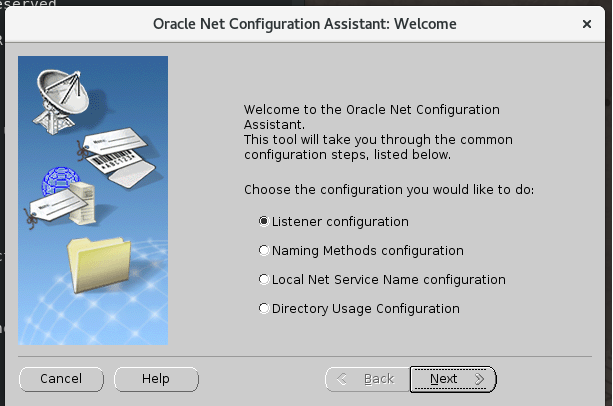 reserved
Oracle Net Configuration Assistant: Welcome
Welcome to the Oracle Net Configuration
Assistant.
This tool will take you through the common
configuration steps, listed below.
Choose the configuration you would like to do:
Listener configuration
Naming Methods configuration
Local Net Service Name configuration
Directory Usage Configuration
Cancel
Help
Back
Next